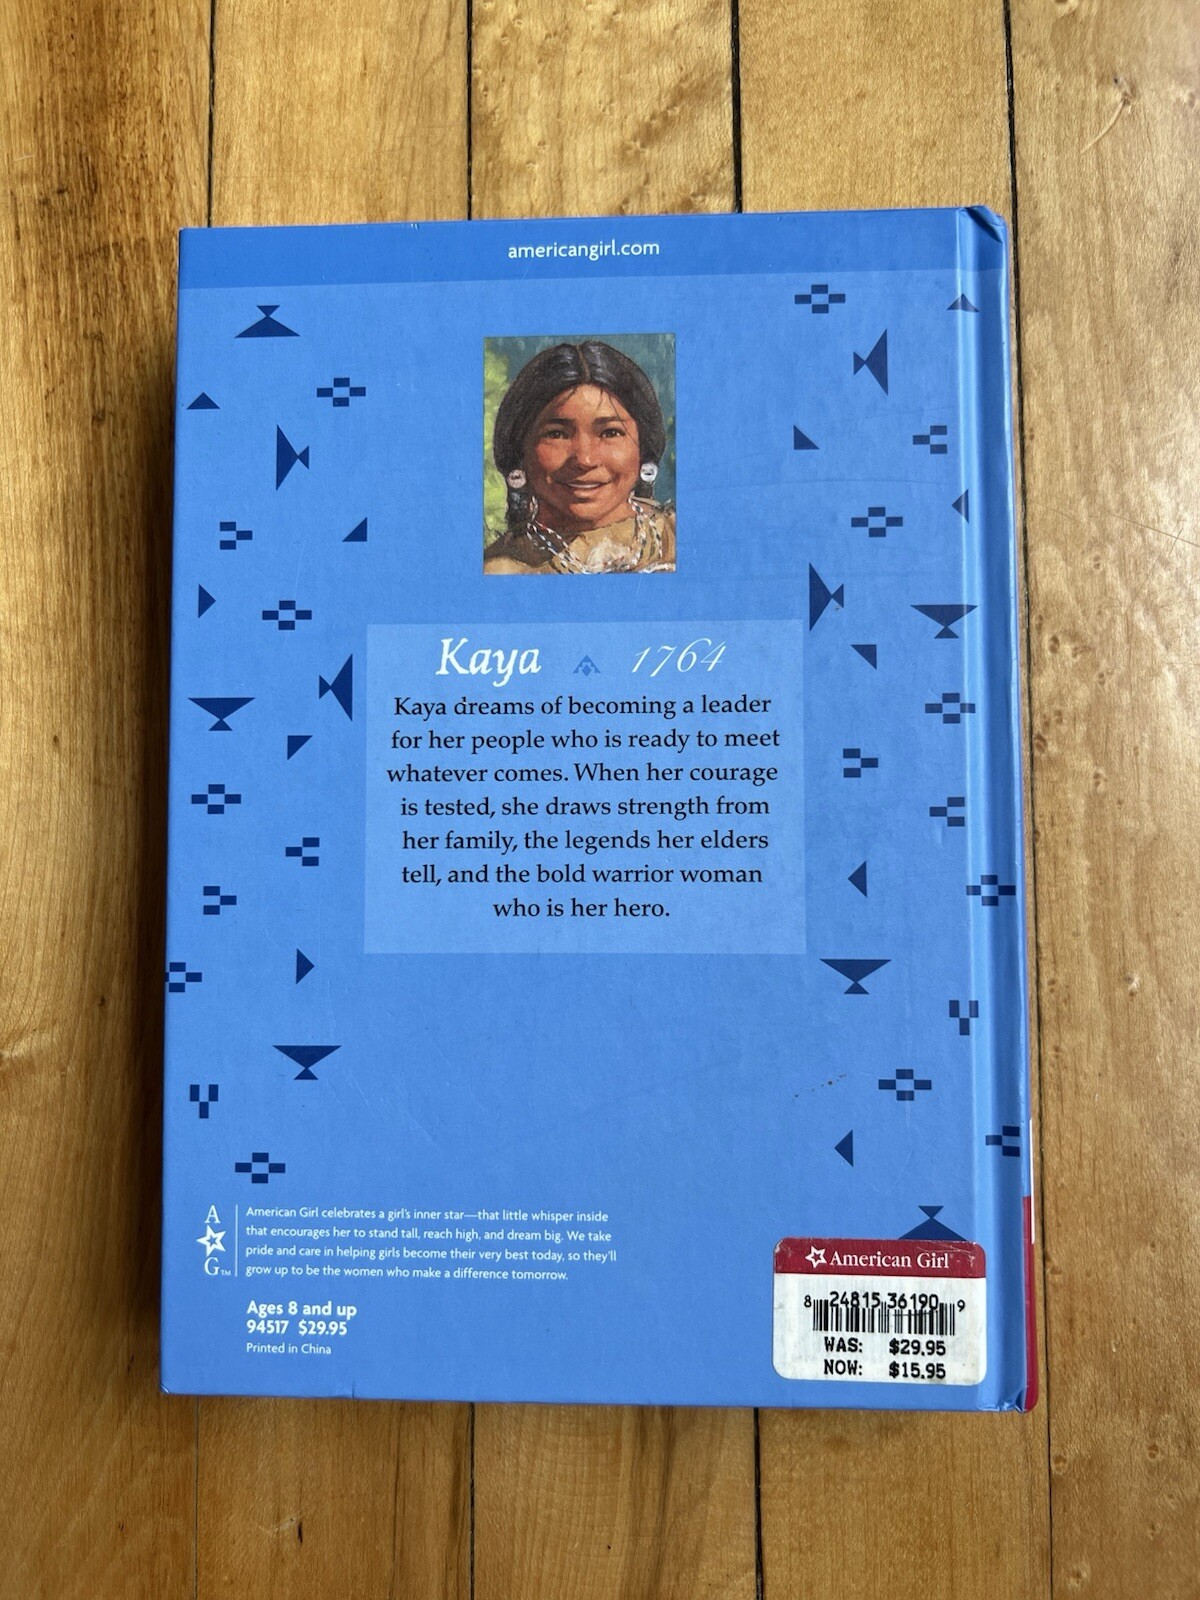 americangirl.com
Kaya 1764
Kaya dreams of becoming a leader
for her people who is ready to meet
whatever comes. When her courage
is tested, she draws strength from
her family, the legends her elders
tell, and the bold warrior woman
who is her hero.
A
G™
American Girl celebrates a girl's inner star—that little whisper inside
that encourages her to stand tall, reach high, and dream big. We take
pride and care in helping girls become their very best today, so they'll
grow up to be the women who make a difference tomorrow.
Ages 8 and up
94517 $29.95
Printed in China
American Girl
8 24815 36190 9
WAS: $29.95
NOW: $15.95